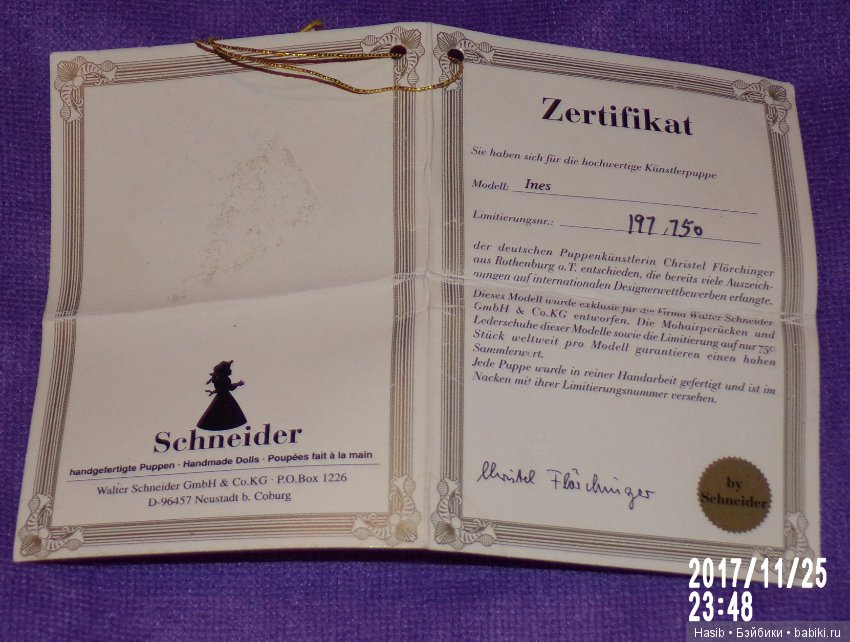 Schneider
handgefertigte Puppen · Handmade Dolls · Poupées fait à la main
Walter Schneider GmbH & Co.KG · P.O.Box 1226
D-96457 Neustadt b. Coburg
Zertifikat
Sie haben sich für die hochwertige Künstlerpuppe
Modell: Ines
Limitierungsnr.: 197,750
der deutschen Puppenkünstlerin Christel Flörchinger
aus Rothenburg o.T. entschieden, die bereits viele Auszeich-
nungen auf internationalen Designerwettbewerben erlangte.
Dieses Modell wurde exklusiv für die Firma Walter Schneider
GmbH & Co.KG entworfen. Die Mohairperücken und
Lederschuhe dieser Modelle sowie die Limitierung auf nur 750
Stück weltweit pro Modell garantieren einen hohen
Sammlerwert.
Jede Puppe wurde in reiner Handarbeit gefertigt und ist im
Nacken mit ihrer Limitierungsnummer versehen.
Christel Flörchinger
by
Schneider
2017/11/25
23:48
Hasib • Бэйбики • babiki.ru